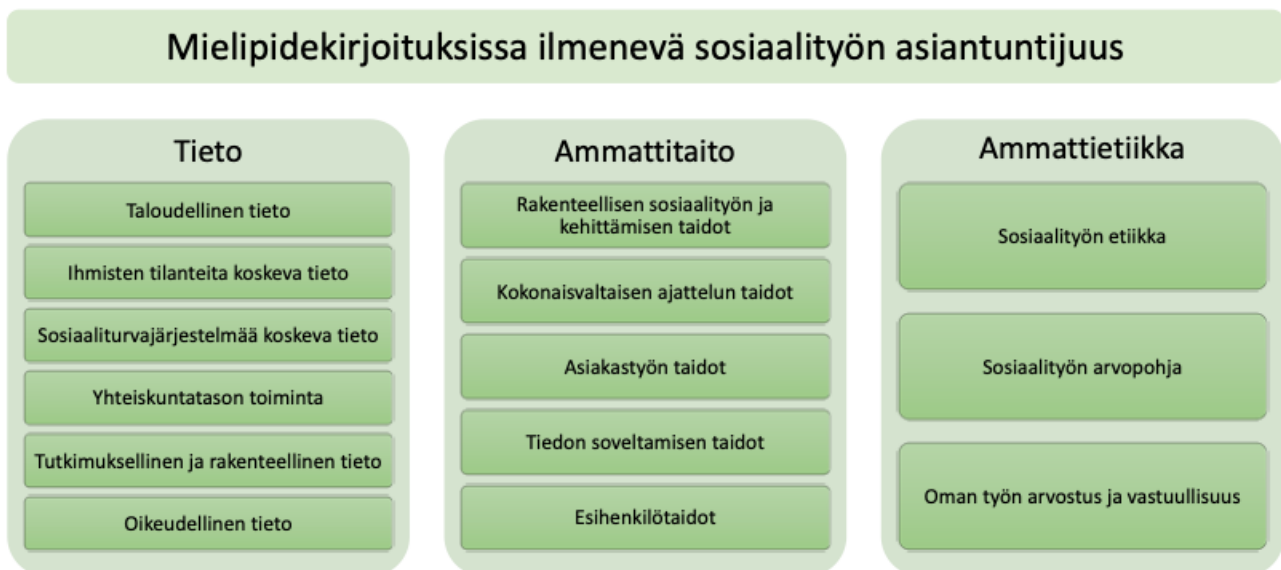 Mielipidekirjoituksissa ilmenevä sosiaalityön asiantuntijuus
Tieto
Taloudellinen tieto
Ihmisten tilanteita koskeva tieto
Sosiaaliturvajärjestelmää koskeva tieto
Yhteiskuntatason toiminta
Tutkimuksellinen ja rakenteellinen tieto
Oikeudellinen tieto
Ammattitaito
Rakenteellisen sosiaalityön ja
kehittämisen taidot
Kokonaisvaltaisen ajattelun taidot
Asiakastyön taidot
Tiedon soveltamisen taidot
Esihenkilötaidot
Ammattietiikka
Sosiaalityön etiikka
Sosiaalityön arvopohja
Oman työn arvostus ja vastuullisuus